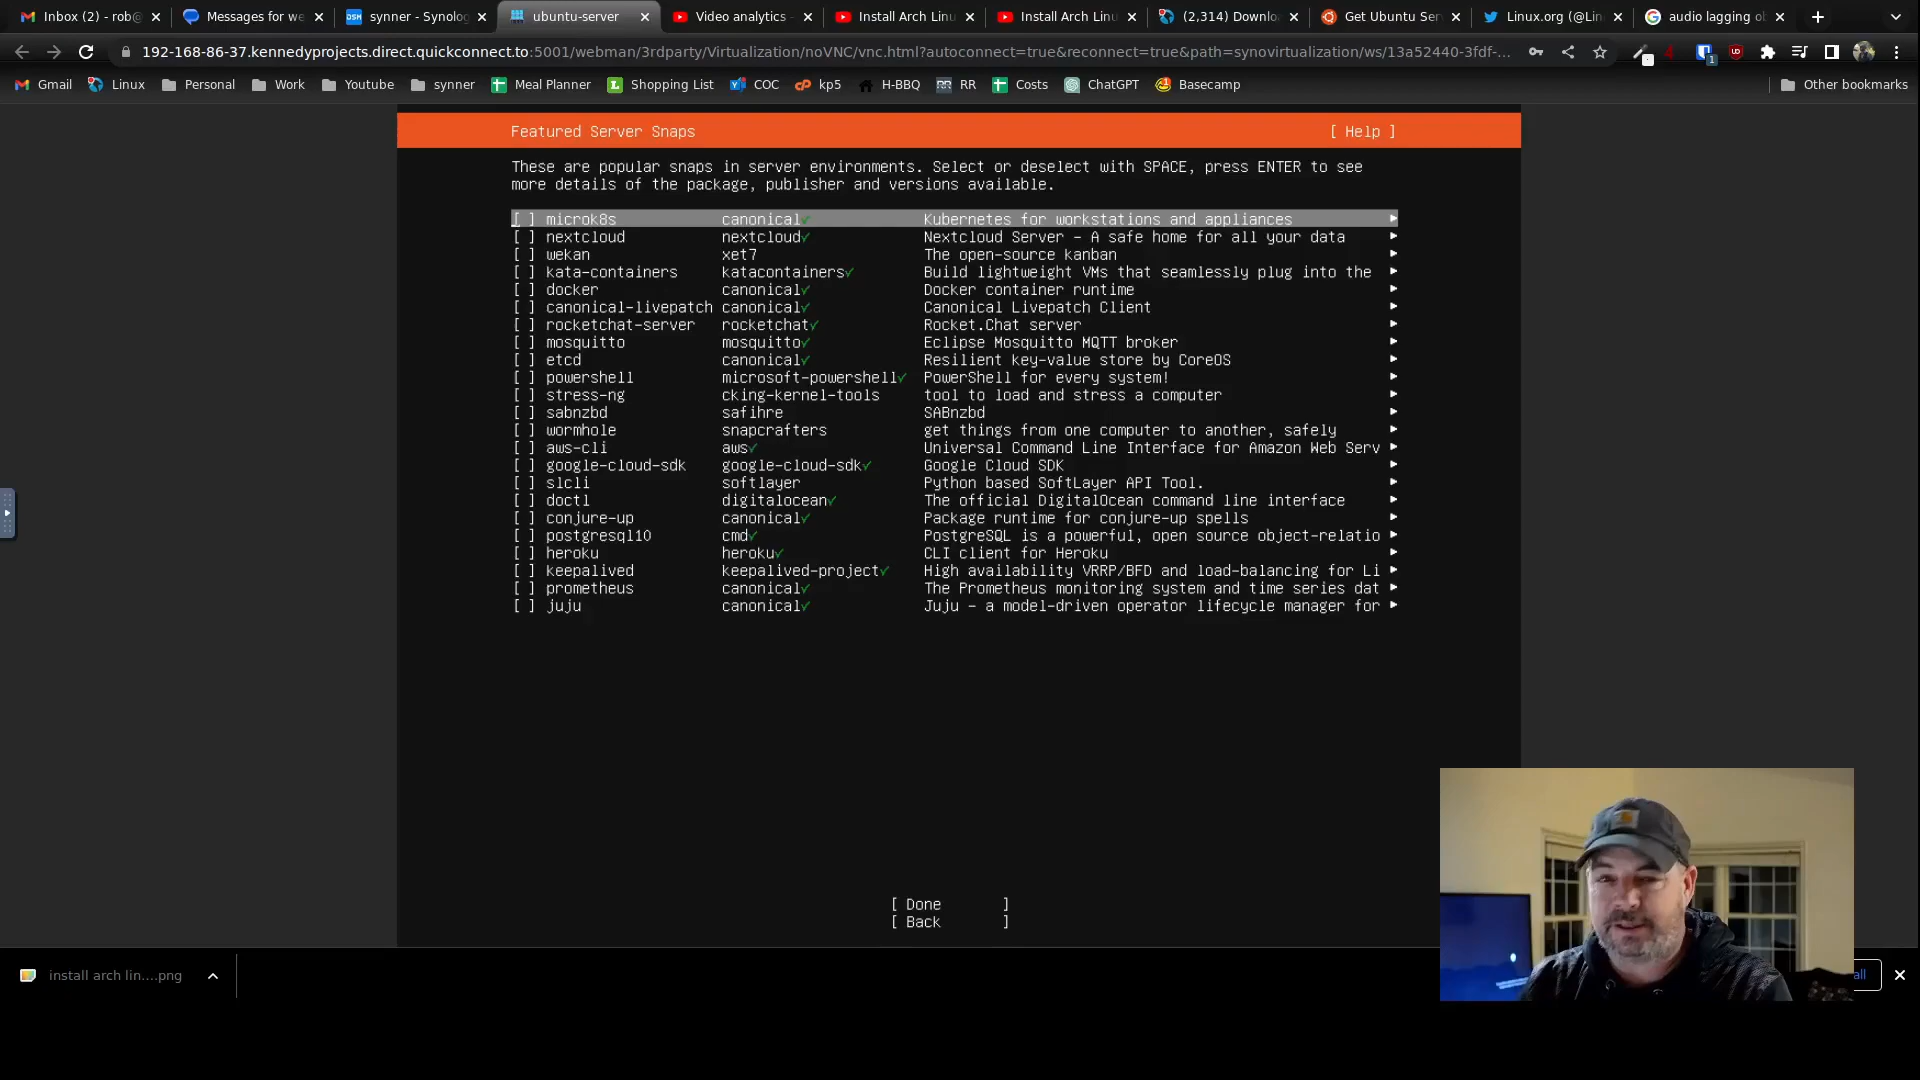 Inbox (2) - rob@
Messages for we
synner - Synolog
ubuntu-server
Video analytics -
Install Arch Linu
Install Arch Linu
(2,314) Downlo
Get Ubuntu Ser
Linux.org (@Lin
audio lagging ob
192-168-86-37.kennedyprojects.direct.quickconnect.to:5001/webman/3rdparty/Virtualization/noVNC/vnc.html?autoconnect=true&reconnect=true&path=synovirtualization/ws/13a52440-3fdf-...
Gmail Linux Personal Work Youtube synner Meal Planner Shopping List COC kp5 H-BBQ RR Costs ChatGPT Basecamp Other bookmarks
Featured Server Snaps [ Help ]
These are popular snaps in server environments. Select or deselect with SPACE, press ENTER to see
more details of the package, publisher and versions available.
[ ] microk8s canonical✓ Kubernetes for workstations and appliances ▸
[ ] nextcloud nextcloud✓ Nextcloud Server – A safe home for all your data ▸
[ ] wekan xet7 The open-source kanban ▸
[ ] kata-containers katacontainers✓ Build lightweight VMs that seamlessly plug into the ▸
[ ] docker canonical✓ Docker container runtime ▸
[ ] canonical-livepatch canonical✓ Canonical Livepatch Client ▸
[ ] rocketchat-server rocketchat✓ Rocket.Chat server ▸
[ ] mosquitto mosquitto✓ Eclipse Mosquitto MQTT broker ▸
[ ] etcd canonical✓ Resilient key-value store by CoreOS ▸
[ ] powershell microsoft-powershell✓ PowerShell for every system! ▸
[ ] stress-ng cking-kernel-tools tool to load and stress a computer ▸
[ ] sabnzbd safihre SABnzbd ▸
[ ] wormhole snapcrafters get things from one computer to another, safely ▸
[ ] aws-cli aws✓ Universal Command Line Interface for Amazon Web Serv ▸
[ ] google-cloud-sdk google-cloud-sdk✓ Google Cloud SDK ▸
[ ] slcli softlayer Python based SoftLayer API Tool. ▸
[ ] doctl digitalocean✓ The official DigitalOcean command line interface ▸
[ ] conjure-up canonical✓ Package runtime for conjure-up spells ▸
[ ] postgresql10 cmd✓ PostgreSQL is a powerful, open source object-relatio ▸
[ ] heroku heroku✓ CLI client for Heroku ▸
[ ] keepalived keepalived-project✓ High availability VRRP/BFD and load-balancing for Li ▸
[ ] prometheus canonical✓ The Prometheus monitoring system and time series dat ▸
[ ] juju canonical✓ Juju – a model-driven operator lifecycle manager for ▸
[ Done ]
[ Back ]
install arch lin....png
all